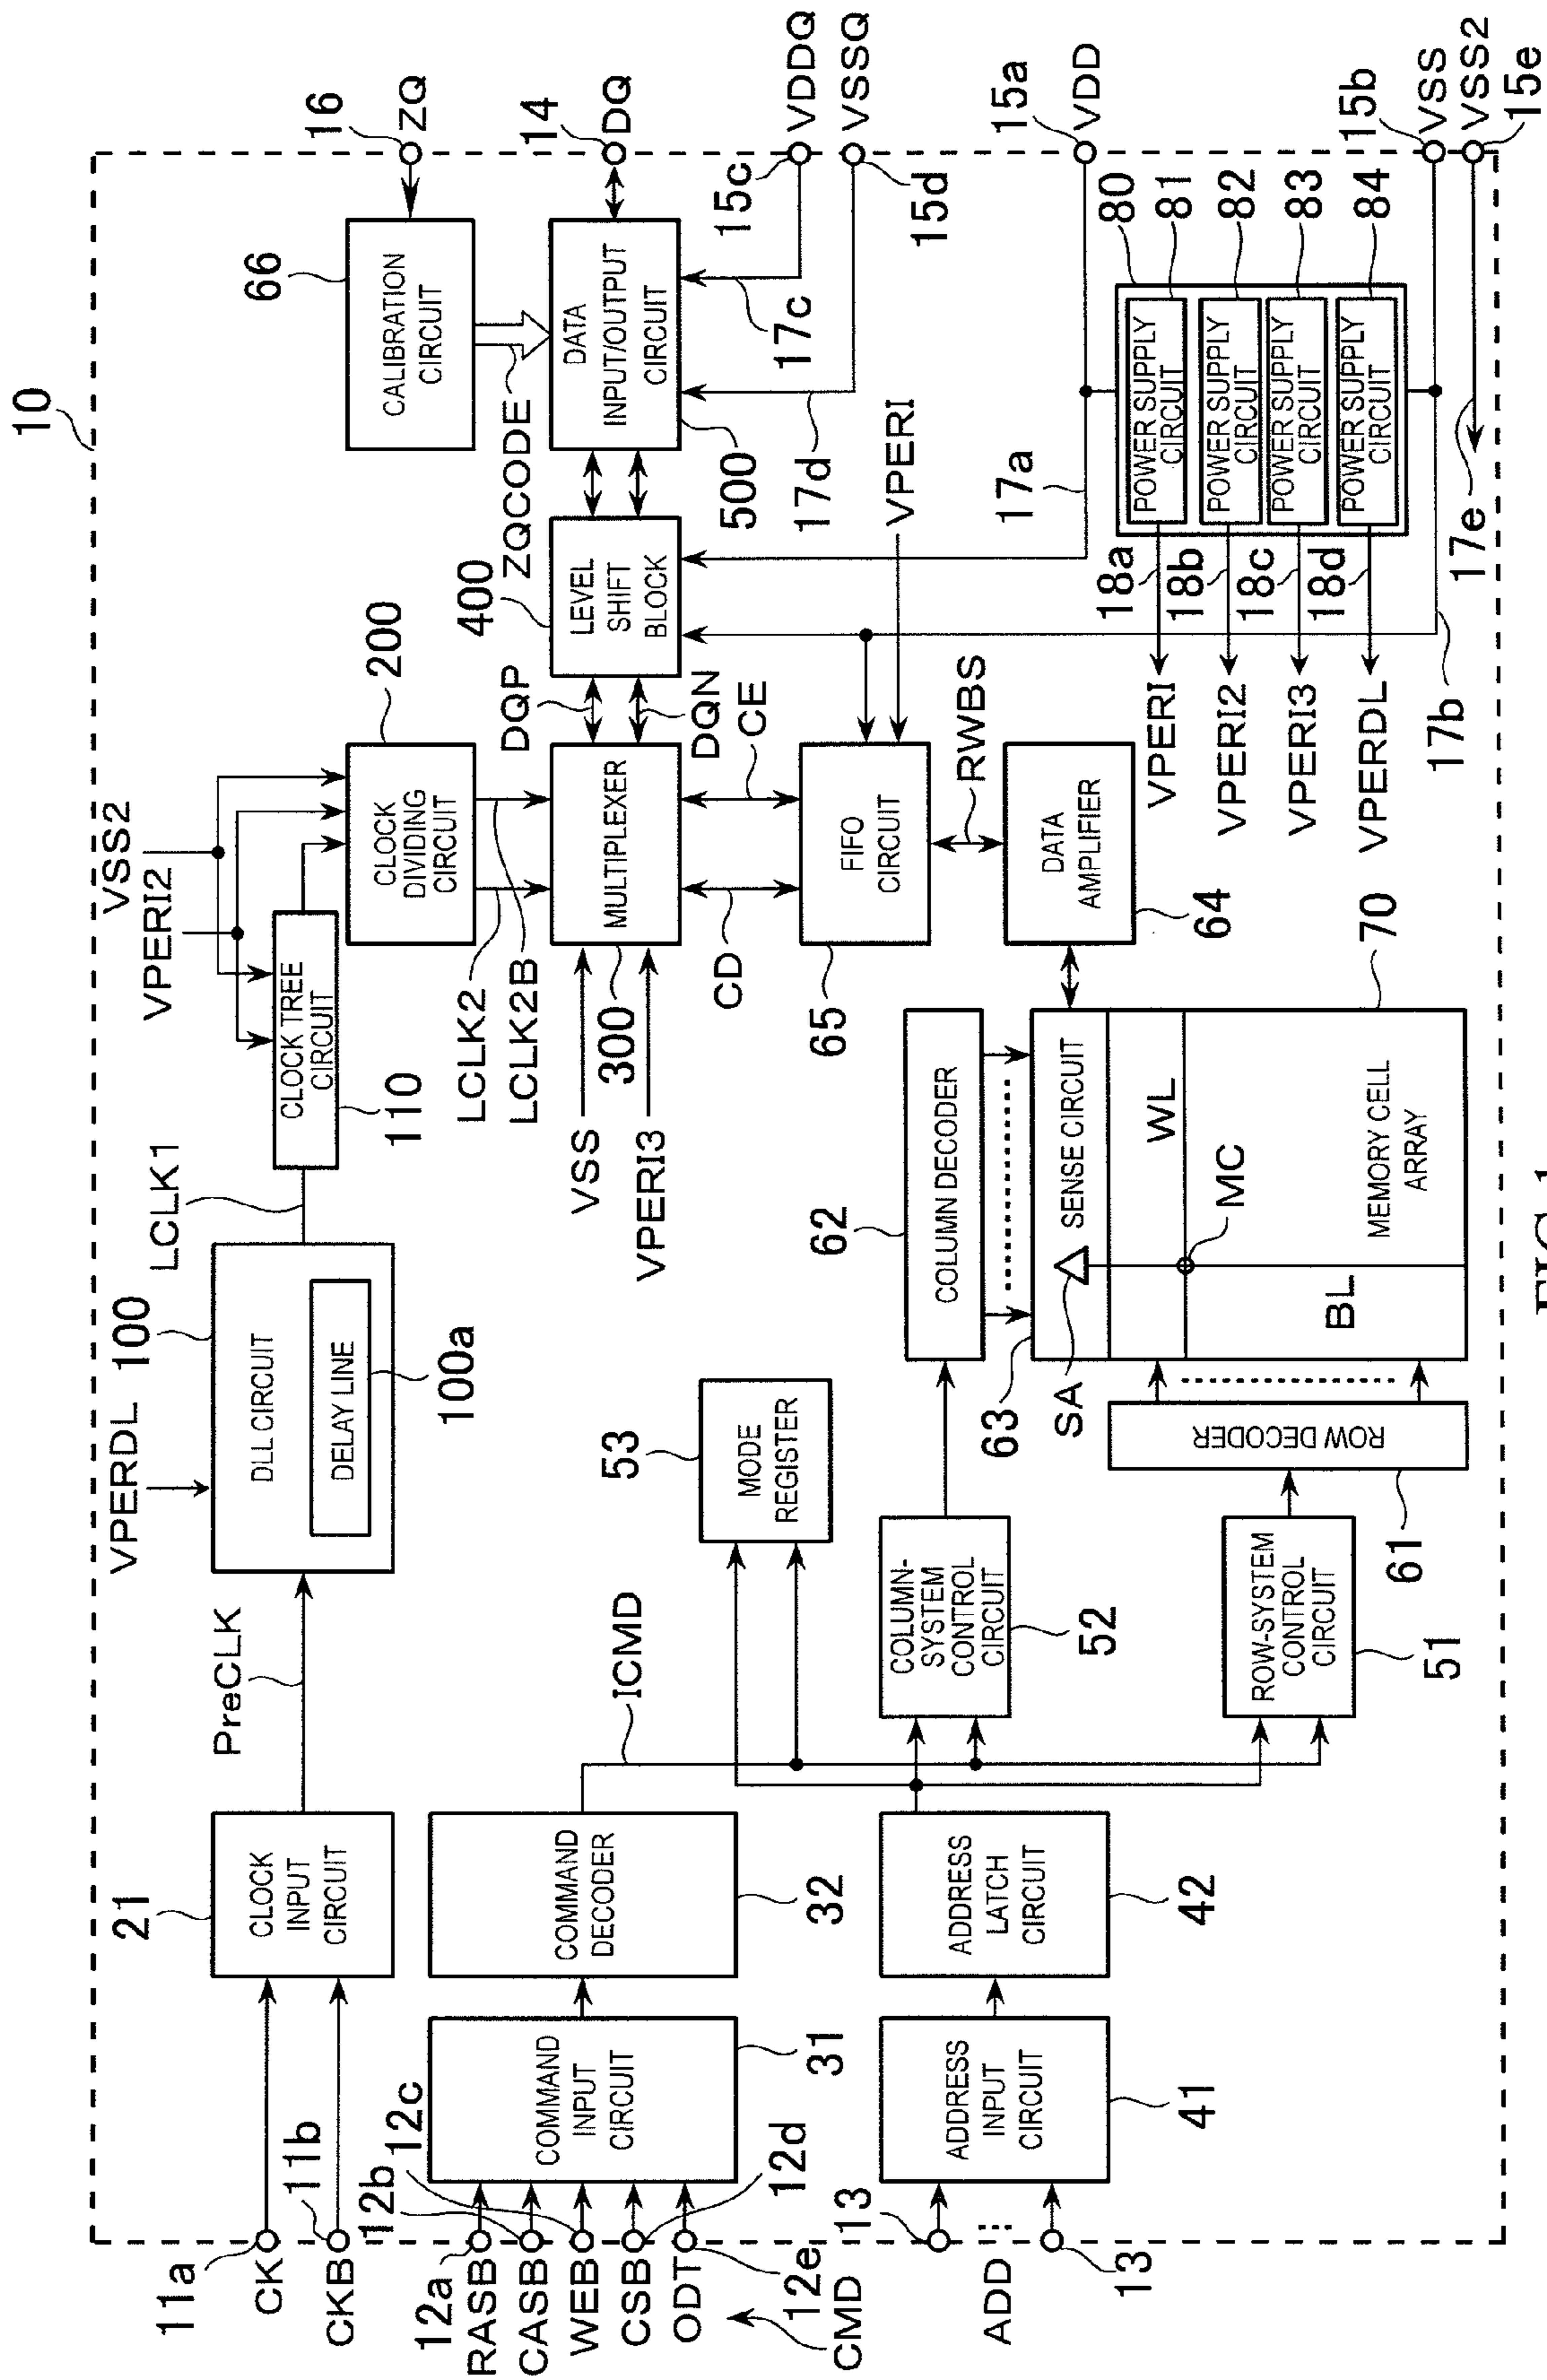 10
VSS2
VPERI2
VPERDL
LCLK1
PreCLK
11a
CK
11b
CKB
21
CLOCK
INPUT
CIRCUIT
100
DLL CIRCUIT
DELAY LINE
100a
CLOCK TREE
CIRCUIT
110
CLOCK
DIVIDING
CIRCUIT
200
LCLK2
LCLK2B
CALIBRATION
CIRCUIT
66
16
ZQ
ZQCODE
12a
RASB
12b
CASB
12c
WEB
12d
CSB
12e
ODT
CMD
COMMAND
INPUT
CIRCUIT
31
COMMAND
DECODER
32
ICMD
VSS
VPERI3
MULTIPLEXER
300
DQP
DQN
LEVEL
SHIFT
BLOCK
400
DATA
INPUT/OUTPUT
CIRCUIT
500
14
DQ
15c
VDDQ
VSSQ
15d
17c
17d
MODE
REGISTER
53
CD
CE
FIFO
CIRCUIT
65
VPERI
RWBS
DATA
AMPLIFIER
64
13
ADD
13
ADDRESS
INPUT
CIRCUIT
41
ADDRESS
LATCH
CIRCUIT
42
COLUMN-
SYSTEM
CONTROL
CIRCUIT
52
COLUMN DECODER
62
63
SA
SENSE CIRCUIT
WL
MC
BL
MEMORY CELL
ARRAY
70
ROW-SYSTEM
CONTROL
CIRCUIT
51
ROW DECODER
61
15a
VDD
17a
80
POWER SUPPLY
CIRCUIT
81
POWER SUPPLY
CIRCUIT
82
POWER SUPPLY
CIRCUIT
83
POWER SUPPLY
CIRCUIT
84
18a
VPERI
18b
VPERI2
18c
VPERI3
18d
VPERDL
17b
17e
15b
VSS
VSS2
15e